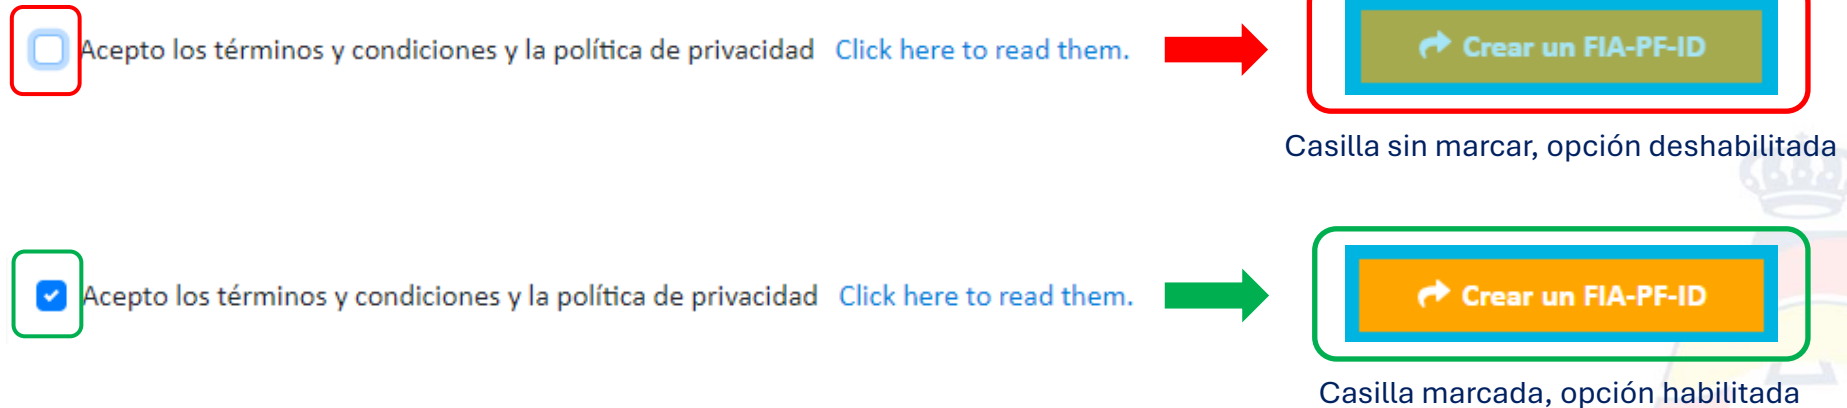 Acepto los términos y condiciones y la política de privacidad Click here to read them.
Crear un FIA-PF-ID
Casilla sin marcar, opción deshabilitada
Acepto los términos y condiciones y la política de privacidad Click here to read them.
Crear un FIA-PF-ID
Casilla marcada, opción habilitada